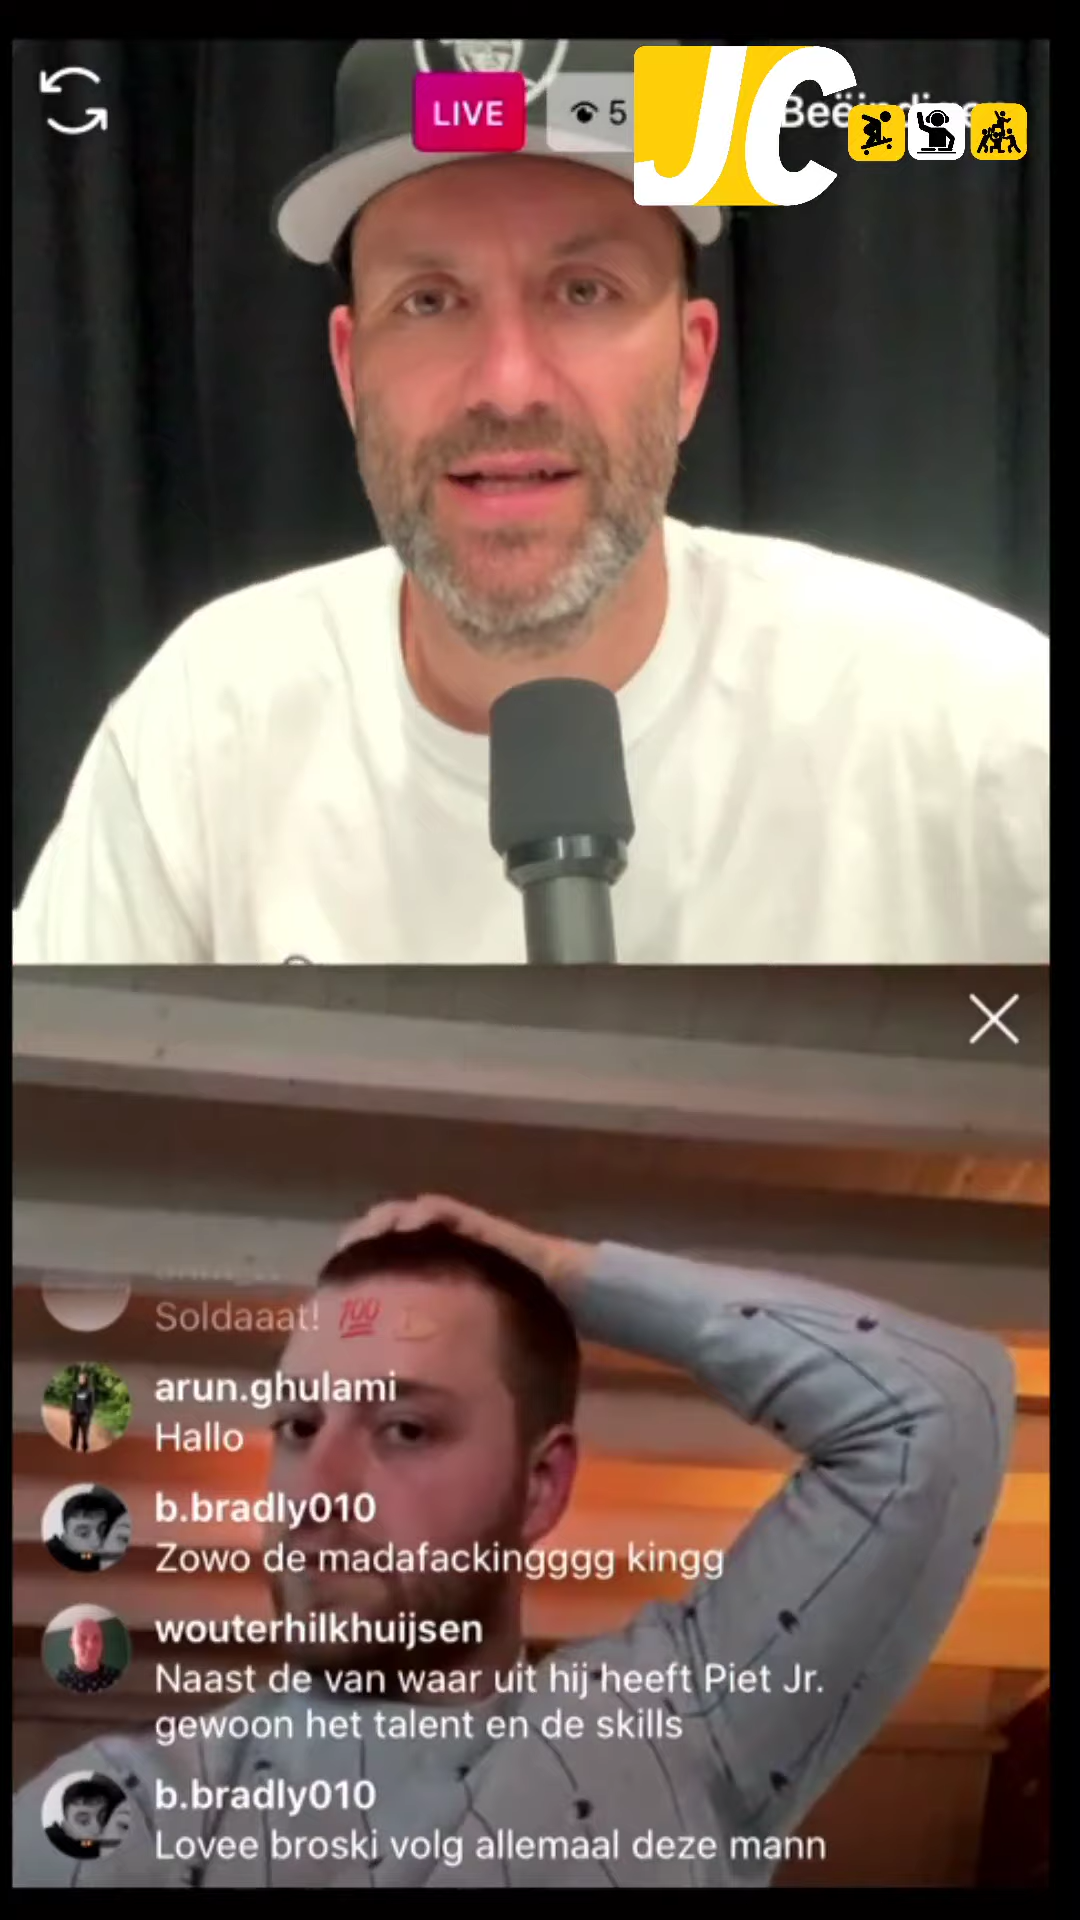 LIVE
5
JC
Soldaaat! 💯
arun.ghulami
Hallo
b.bradly010
Zowo de madafackingggg kingg
wouterhilkhuijsen
Naast de van waar uit hij heeft Piet Jr.
gewoon het talent en de skills
b.bradly010
Lovee broski volg allemaal deze mann